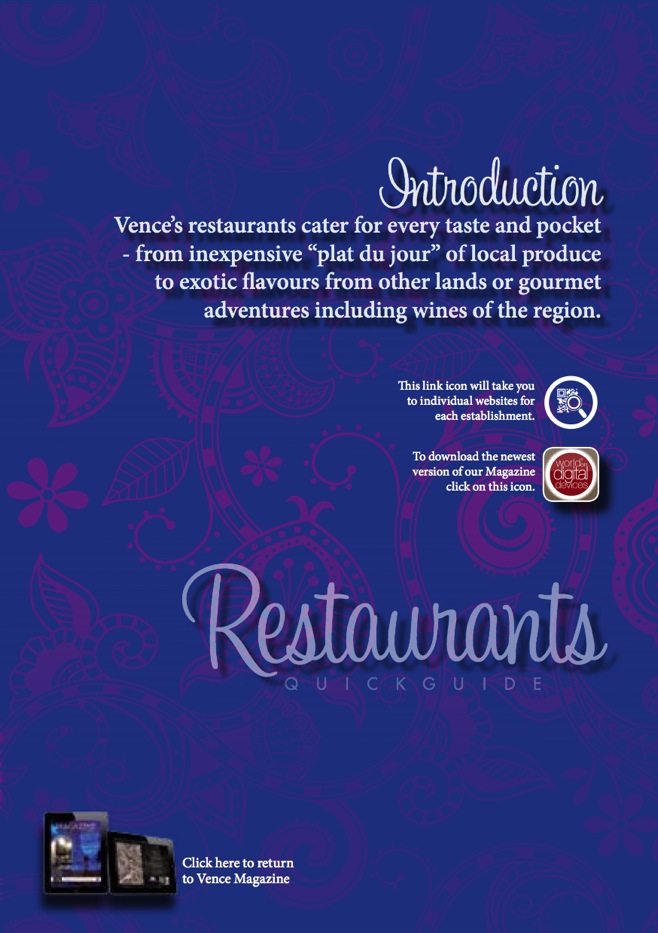 Introduction
Vence’s restaurants cater for every taste and pocket
- from inexpensive “plat du jour” of local produce
to exotic flavours from other lands or gourmet
adventures including wines of the region.
This link icon will take you
to individual websites for
each establishment.
To download the newest
version of our Magazine
click on this icon.
world on
digital
devices
Restaurants
QUICKGUIDE
MAGAZINE
Click here to return
to Vence Magazine